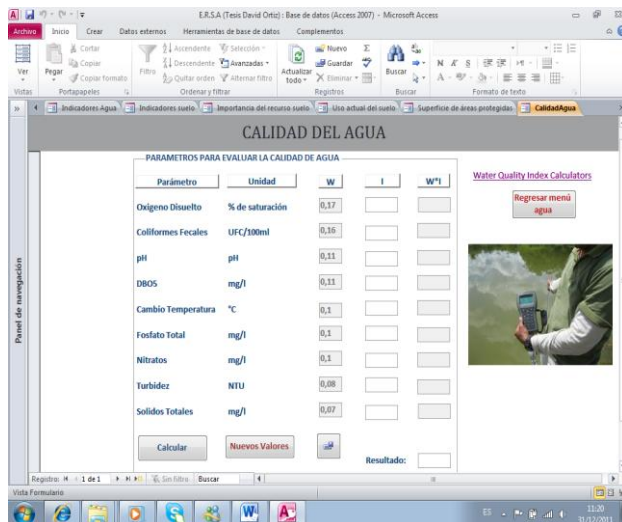 E.R.S.A (Tesis David Ortiz) : Base de datos (Access 2007) - Microsoft Access
Archivo Inicio Crear Datos externos Herramientas de base de datos Complementos
Ver
Vistas
Pegar
Cortar
Copiar
Copiar formato
Portapapeles
Filtro
Ascendente
Descendente
Quitar orden
Selección
Avanzadas
Alternar filtro
Ordenar y filtrar
Actualizar todo
Nuevo
Guardar
Eliminar
Registros
Buscar
Buscar
N K S
Formato de texto
Indicadores Agua Indicadores suelo Importancia del recurso suelo Uso actual del suelo Superficie de áreas protegidas CalidadAgua
Panel de navegación
CALIDAD DEL AGUA
PARAMETROS PARA EVALUAR LA CALIDAD DE AGUA
Parámetro Unidad W I W*I
Oxigeno Disuelto % de saturación 0,17
Coliformes Fecales UFC/100ml 0,16
pH pH 0,11
DBO5 mg/l 0,11
Cambio Temperatura °C 0,1
Fosfato Total mg/l 0,1
Nitratos mg/l 0,1
Turbidez NTU 0,08
Solidos Totales mg/l 0,07
Calcular Nuevos Valores
Resultado:
Water Quality Index Calculators
Regresar menú
agua
Registro: 1 de 1 Sin filtro Buscar
Vista Formulario
ES 11:20
31/12/2011